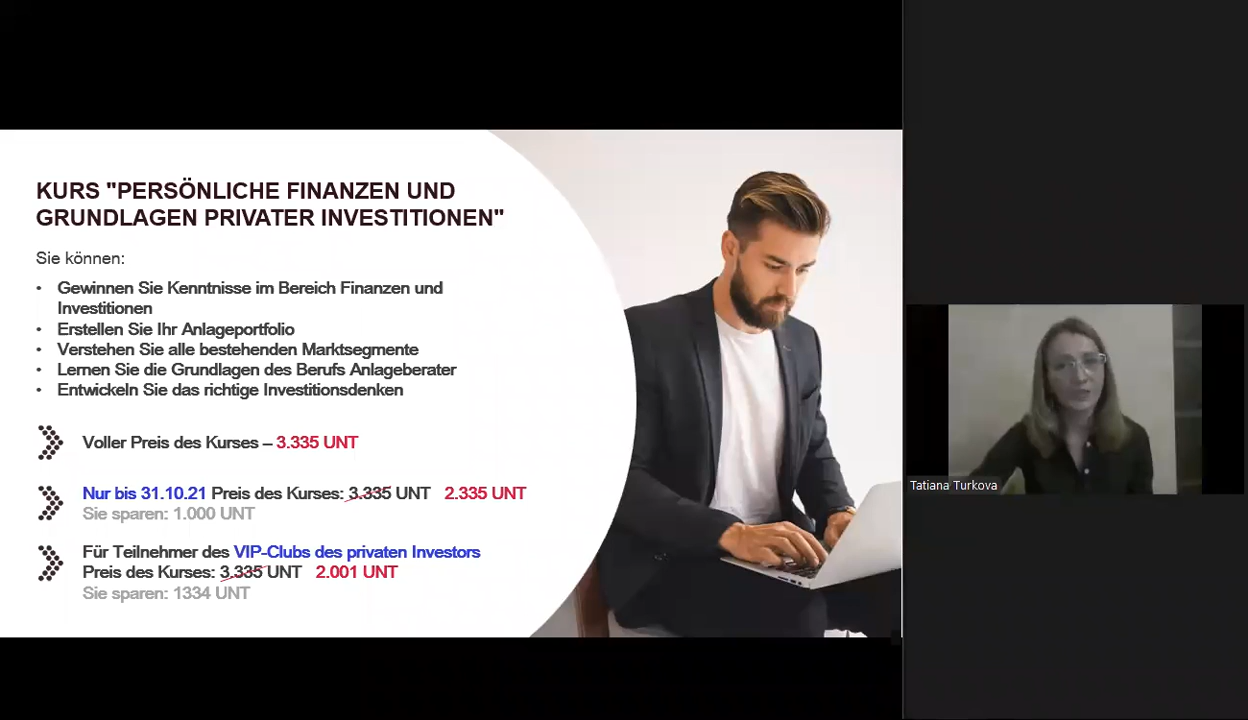 KURS "PERSÖNLICHE FINANZEN UND
GRUNDLAGEN PRIVATER INVESTITIONEN"
Sie können:
• Gewinnen Sie Kenntnisse im Bereich Finanzen und
Investitionen
• Erstellen Sie Ihr Anlageportfolio
• Verstehen Sie alle bestehenden Marktsegmente
• Lernen Sie die Grundlagen des Berufs Anlageberater
• Entwickeln Sie das richtige Investitionsdenken
Voller Preis des Kurses – 3.335 UNT
Nur bis 31.10.21 Preis des Kurses: 3.335 UNT 2.335 UNT
Sie sparen: 1.000 UNT
Für Teilnehmer des VIP-Clubs des privaten Investors
Preis des Kurses: 3.335 UNT 2.001 UNT
Sie sparen: 1334 UNT
Tatiana Turkova